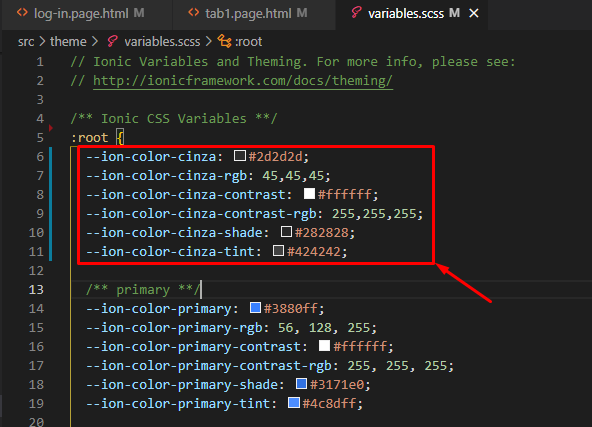 log-in.page.html M tab1.page.html M variables.scss M
src > theme > variables.scss > :root
1 // Ionic Variables and Theming. For more info, please see:
2 // http://ionicframework.com/docs/theming/
3
4 /** Ionic CSS Variables **/
5 :root {
6 --ion-color-cinza: #2d2d2d;
7 --ion-color-cinza-rgb: 45,45,45;
8 --ion-color-cinza-contrast: #ffffff;
9 --ion-color-cinza-contrast-rgb: 255,255,255;
10 --ion-color-cinza-shade: #282828;
11 --ion-color-cinza-tint: #424242;
12
13 /** primary **/
14 --ion-color-primary: #3880ff;
15 --ion-color-primary-rgb: 56, 128, 255;
16 --ion-color-primary-contrast: #ffffff;
17 --ion-color-primary-contrast-rgb: 255, 255, 255;
18 --ion-color-primary-shade: #3171e0;
19 --ion-color-primary-tint: #4c8dff;
20